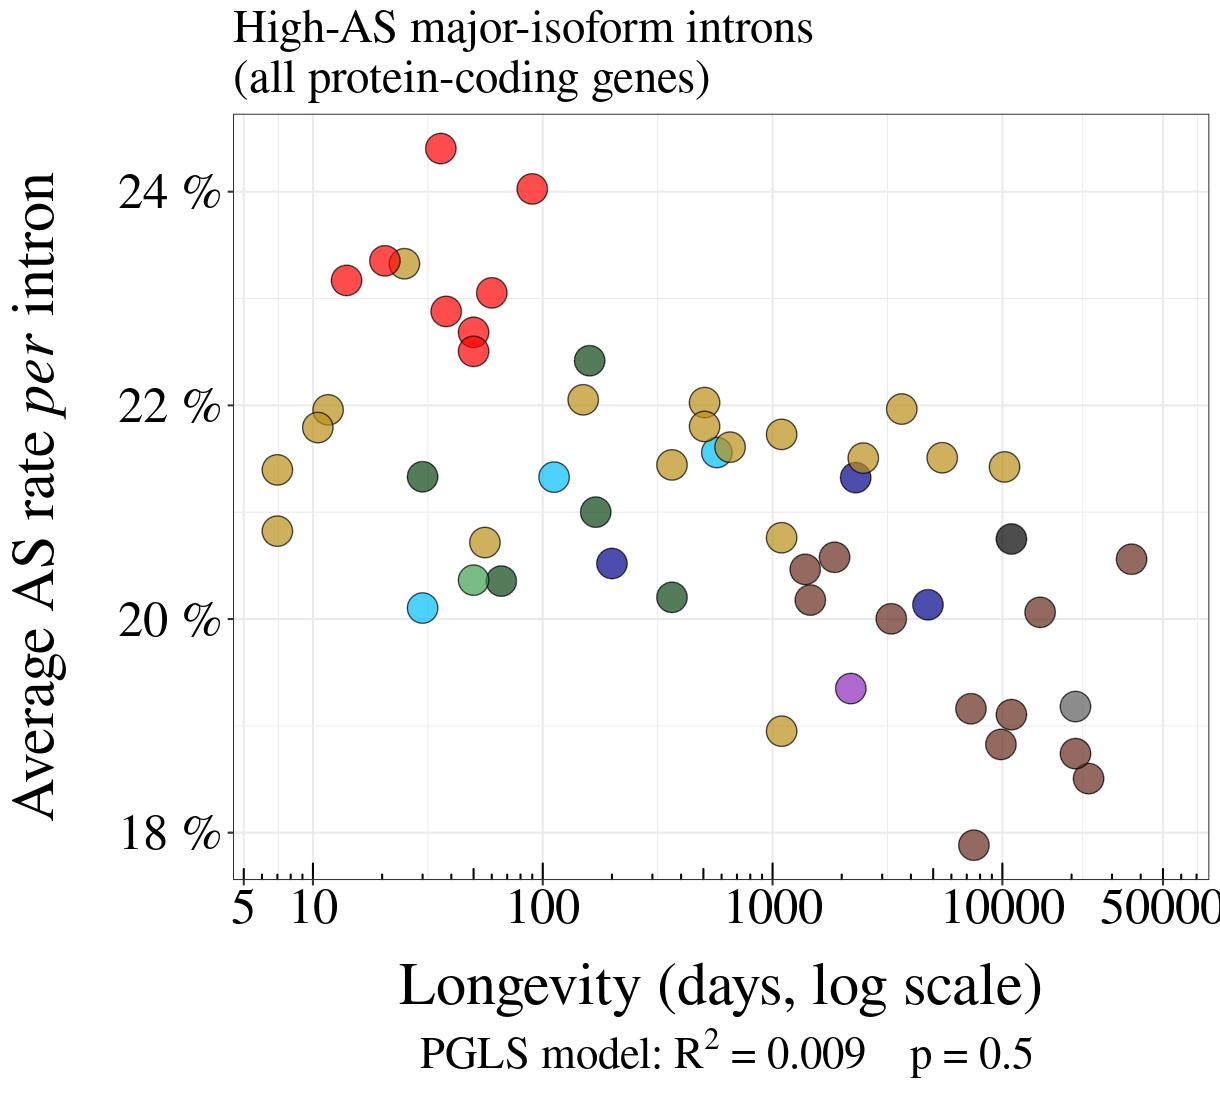 High-AS major-isoform introns
(all protein-coding genes)
Average AS rate per intron
24 %
22 %
20 %
18 %
5 10 100 1000 10000 50000
Longevity (days, log scale)
PGLS model: R² = 0.009 p = 0.5